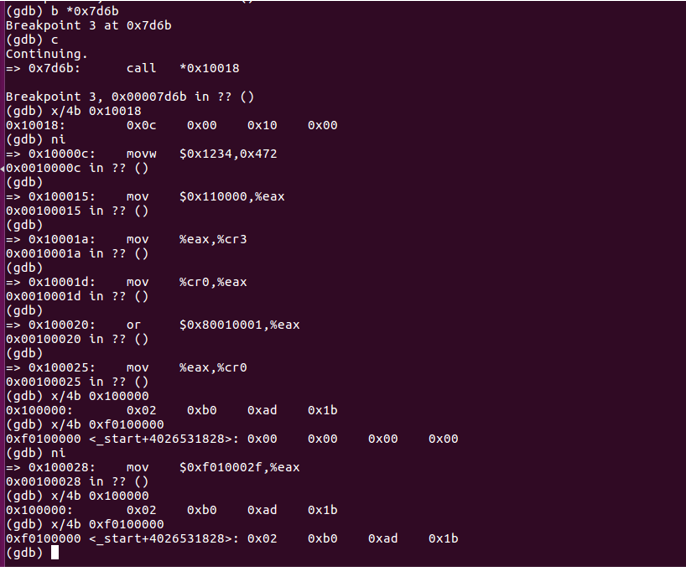 (gdb) b *0x7d6b
Breakpoint 3 at 0x7d6b
(gdb) c
Continuing.
=> 0x7d6b:      call   *0x10018

Breakpoint 3, 0x00007d6b in ?? ()
(gdb) x/4b 0x10018
0x10018:        0x0c    0x00    0x10    0x00
(gdb) ni
=> 0x10000c:    movw   $0x1234,0x472
0x0010000c in ?? ()
(gdb)
=> 0x100015:    mov    $0x110000,%eax
0x00100015 in ?? ()
(gdb)
=> 0x10001a:    mov    %eax,%cr3
0x0010001a in ?? ()
(gdb)
=> 0x10001d:    mov    %cr0,%eax
0x0010001d in ?? ()
(gdb)
=> 0x100020:    or     $0x80010001,%eax
0x00100020 in ?? ()
(gdb)
=> 0x100025:    mov    %eax,%cr0
0x00100025 in ?? ()
(gdb) x/4b 0x100000
0x100000:       0x02    0xb0    0xad    0x1b
(gdb) x/4b 0xf0100000
0xf0100000 <_start+4026531828>: 0x00    0x00    0x00    0x00
(gdb) ni
=> 0x100028:    mov    $0xf010002f,%eax
0x00100028 in ?? ()
(gdb) x/4b 0x100000
0x100000:       0x02    0xb0    0xad    0x1b
(gdb) x/4b 0xf0100000
0xf0100000 <_start+4026531828>: 0x02    0xb0    0xad    0x1b
(gdb)